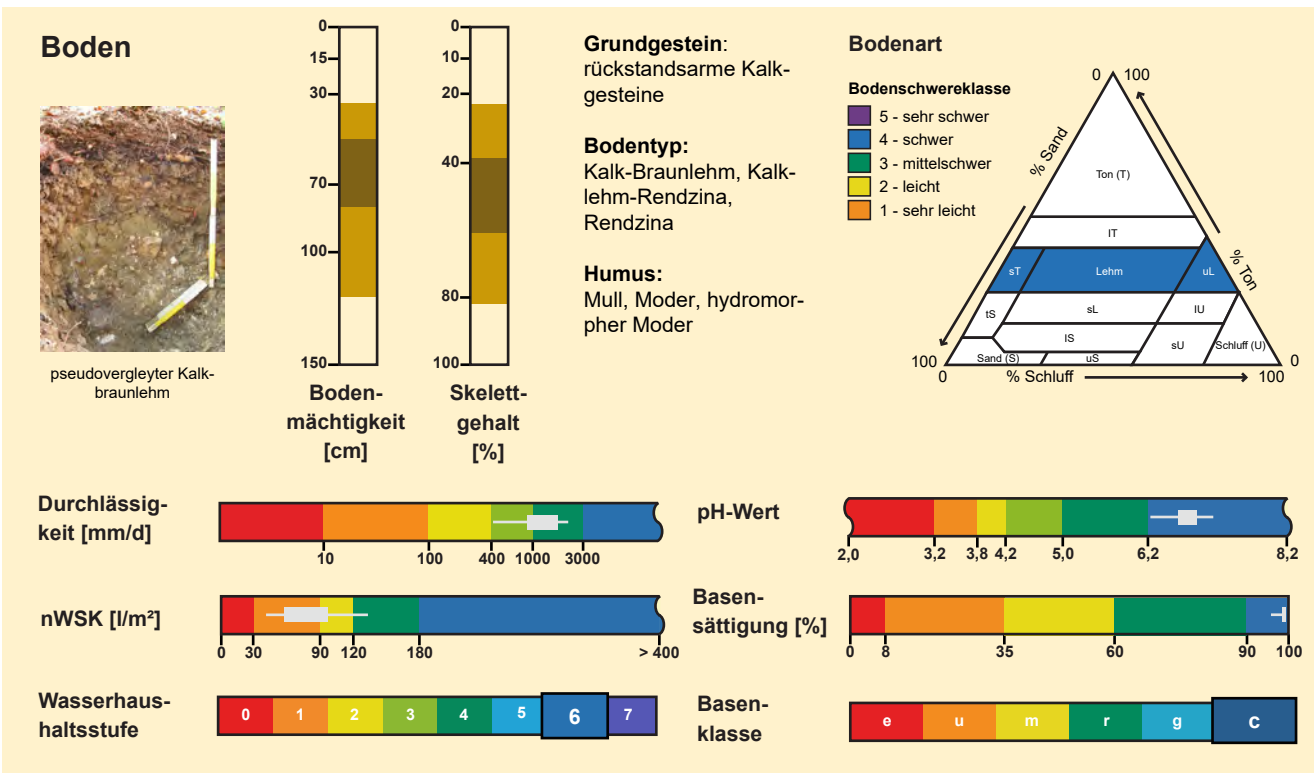 Boden
pseudovergleyter Kalk-
braunlehm
0
15
30
70
100
150
Boden-
mächtigkeit
[cm]
0
10
20
40
80
100
Skelett-
gehalt
[%]
Grundgestein:
rückstandsarme Kalk-
gesteine
Bodentyp:
Kalk-Braunlehm, Kalk-
lehm-Rendzina,
Rendzina
Humus:
Mull, Moder, hydromor-
pher Moder
Bodenart
Bodenschwereklasse
5 - sehr schwer
4 - schwer
3 - mittelschwer
2 - leicht
1 - sehr leicht
0 100
% Sand
% Ton
Ton (T)
lT
sT Lehm uL
tS sL lU
lS
Sand (S) uS sU Schluff (U)
100 0
0 % Schluff 100
Durchlässig-
keit [mm/d]
10 100 400 1000 3000
pH-Wert
2,0 3,2 3,8 4,2 5,0 6,2 8,2
nWSK [l/m²]
0 30 90 120 180 > 400
Basen-
sättigung [%]
0 8 35 60 90 100
Wasserhaus-
haltsstufe
0 1 2 3 4 5 6 7
Basen-
klasse
e u m r g c